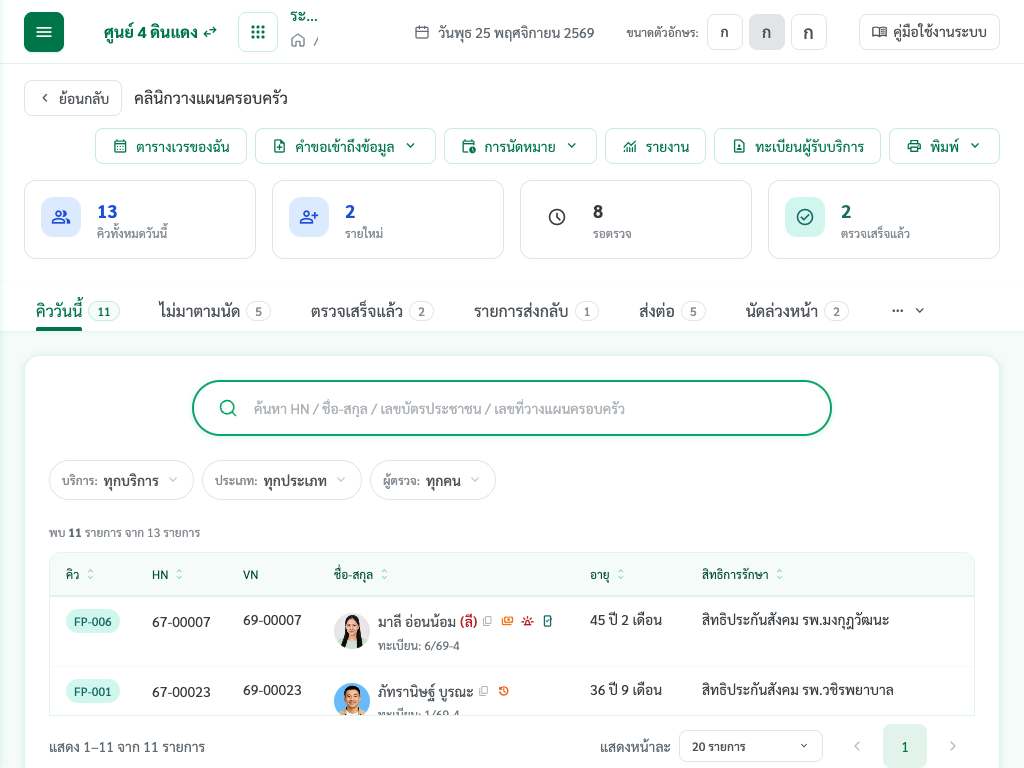 ศูนย์ 4 ดินแดง
ระ...
/
วันพุธ 25 พฤศจิกายน 2569
ขนาดตัวอักษร: ก ก ก
คู่มือใช้งานระบบ
ย้อนกลับ
คลินิกวางแผนครอบครัว
ตารางเวรของฉัน
คำขอเข้าถึงข้อมูล
การนัดหมาย
รายงาน
ทะเบียนผู้รับบริการ
พิมพ์
13
คิวทั้งหมดวันนี้
2
รายใหม่
8
รอตรวจ
2
ตรวจเสร็จแล้ว
คิววันนี้ 11
ไม่มาตามนัด 5
ตรวจเสร็จแล้ว 2
รายการส่งกลับ 1
ส่งต่อ 5
นัดล่วงหน้า 2
...
ค้นหา HN / ชื่อ-สกุล / เลขบัตรประชาชน / เลขที่วางแผนครอบครัว
บริการ: ทุกบริการ
ประเภท: ทุกประเภท
ผู้ตรวจ: ทุกคน
พบ 11 รายการ จาก 13 รายการ
คิว HN VN ชื่อ-สกุล อายุ สิทธิการรักษา
FP-006 67-00007 69-00007 มาลี อ่อนน้อม (ลี) 45 ปี 2 เดือน สิทธิประกันสังคม รพ.มงกุฎวัฒนะ
ทะเบียน: 6/69-4
FP-001 67-00023 69-00023 ภัทรานิษฐ์ บูรณะ 36 ปี 9 เดือน สิทธิประกันสังคม รพ.วชิรพยาบาล
ทะเบียน: 1/69-4
แสดง 1–11 จาก 11 รายการ
แสดงหน้าละ 20 รายการ
1